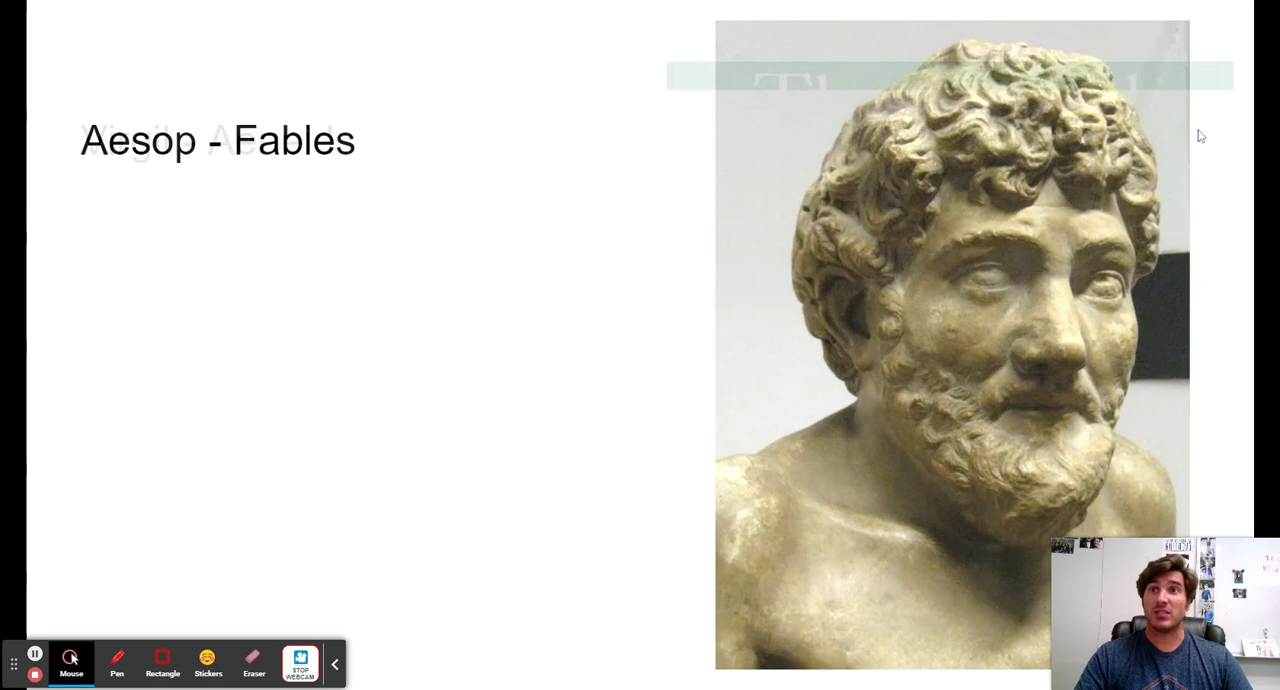 Aesop - Fables
Mouse
Pen
Rectangle
Stickers
Eraser
STOP
WEBCAM